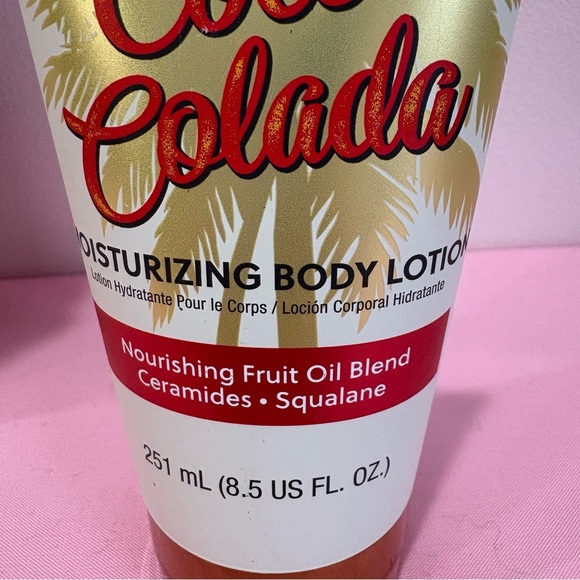 Colada
MOISTURIZING BODY LOTION
Lotion Hydratante Pour le Corps / Loción Corporal Hidratante
Nourishing Fruit Oil Blend
Ceramides • Squalane
251 mL (8.5 US FL. OZ.)